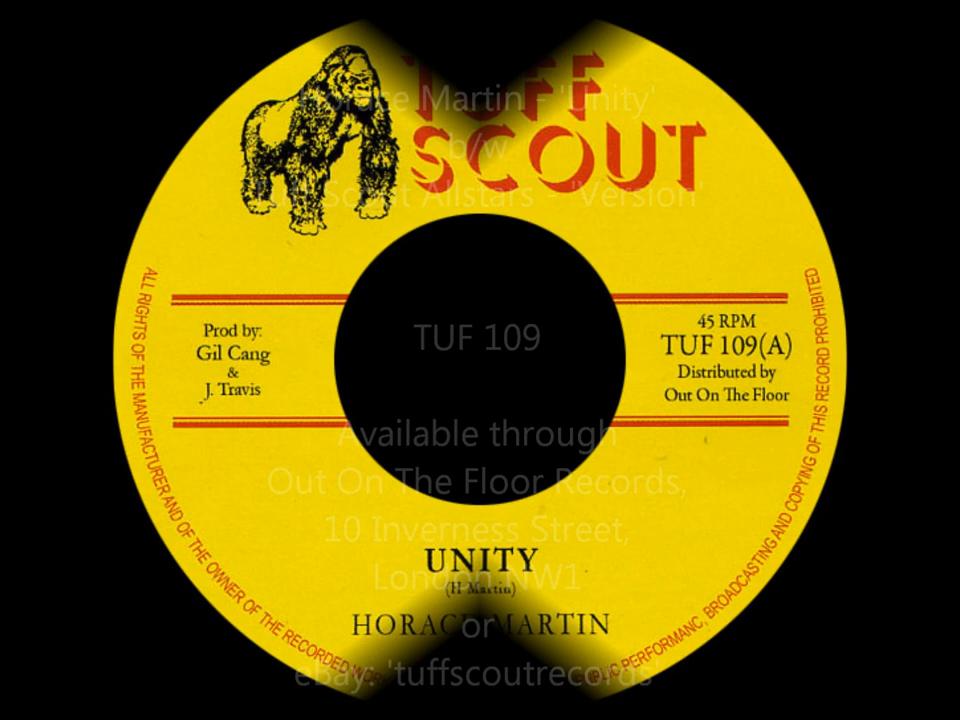 TUFF
SCOUT
Horace Martin - 'Unity'
b/w
Tuff Scout Allstars - 'Version'
TUF 109
Available through
Out On The Floor Records,
10 Inverness Street,
London NW1
or
ebay: 'tuffscoutrecords'
Prod by:
Gil Cang
&
J. Travis
45 RPM
TUF 109(A)
Distributed by
Out On The Floor
UNITY
(H Martin)
HORACE MARTIN
ALL RIGHTS OF THE MANUFACTURER AND OF THE OWNER OF THE RECORDED WORK
PUBLIC PERFORMANC, BROADCASTING AND COPYING OF THIS RECORD PROHIBITED